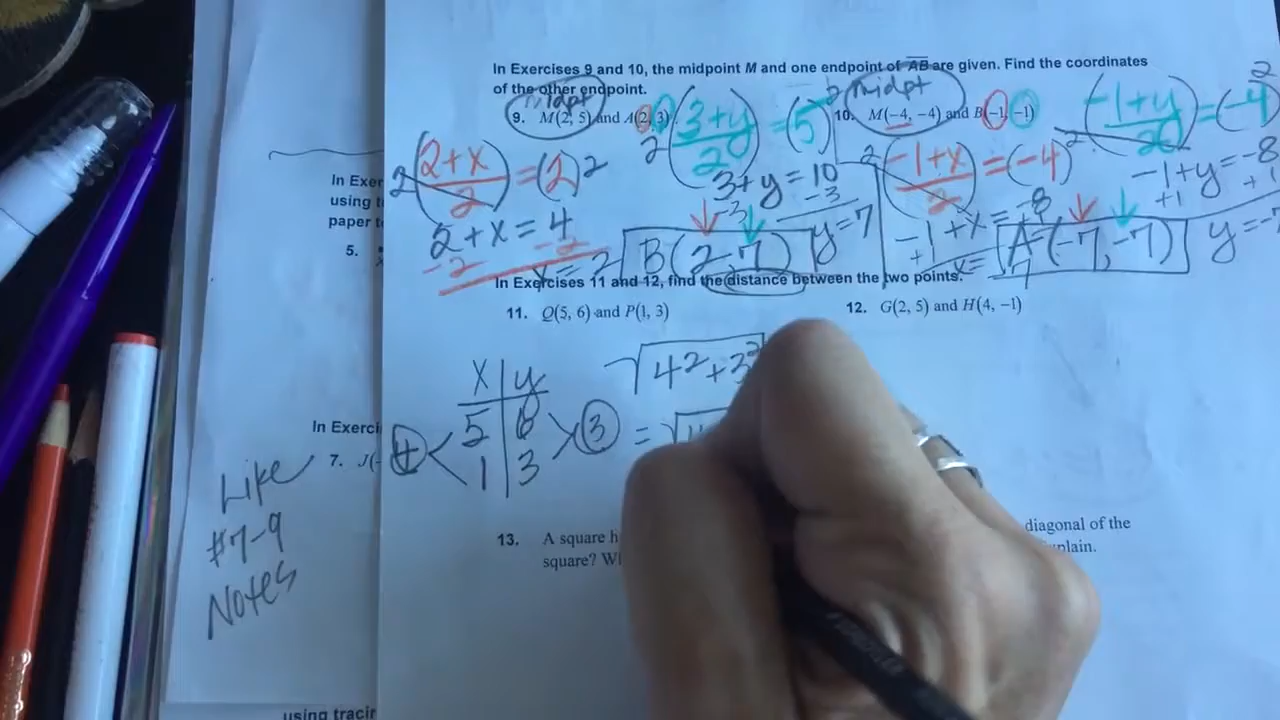 In Exercises 9 and 10, the midpoint M and one endpoint of AB are given. Find the coordinates
of the other endpoint.
midpt
midpt
9. M(2, 5) and A(2, 3)
(3+y/2) = (5)
10. M(-4, -4) and B(-1, -1)
(-1+y/2) = (-4)
2
2(2+x/2) = (2)2
3+y = 10
-3 -3
2(-1+x/2) = (-4)2
-1+y = -8
+1 +1
2+x = 4
-2 -2
x = 2
B(2, 7)
y = 7
-1+x = -8
x = -7
A = (-7, -7)
In Exercises 11 and 12, find the distance between the two points.
11. Q(5, 6) and P(1, 3)
12. G(2, 5) and H(4, -1)
x y
5 6
1 3
4
3
√4²+3²
= √
In Exer
using t
paper t
5.
In Exerci
7. J(-
Like
#7-9
Notes
13. A square h
diagonal of the
square? W
plain.
using tracin